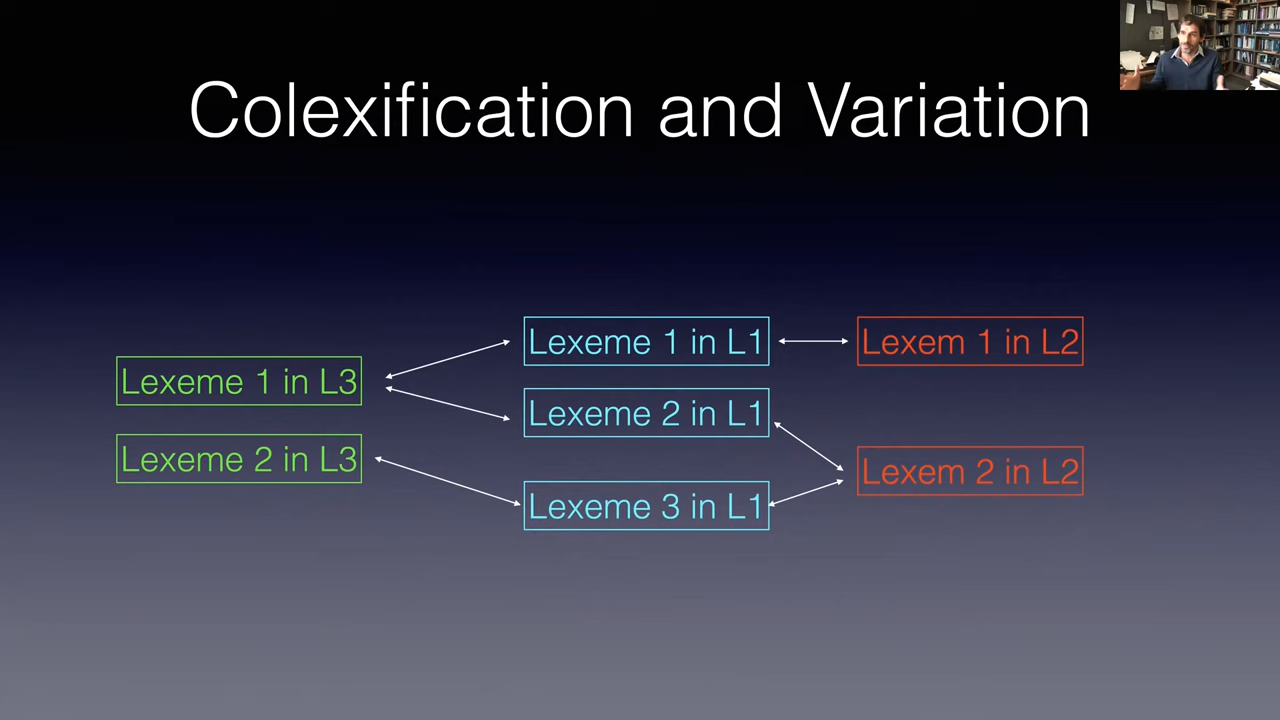 Colexification and Variation
Lexeme 1 in L3
Lexeme 2 in L3
Lexeme 1 in L1
Lexeme 2 in L1
Lexeme 3 in L1
Lexem 1 in L2
Lexem 2 in L2